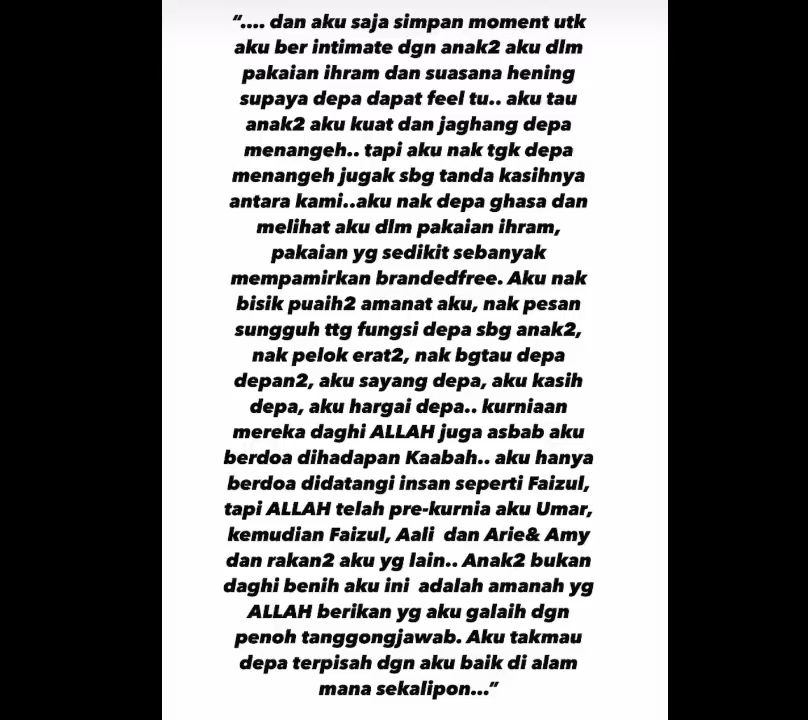 ".... dan aku saja simpan moment utk
aku ber intimate dgn anak2 aku dlm
pakaian ihram dan suasana hening
supaya depa dapat feel tu.. aku tau
anak2 aku kuat dan jaghang depa
menangeh.. tapi aku nak tgk depa
menangeh jugak sbg tanda kasihnya
antara kami..aku nak depa ghasa dan
melihat aku dlm pakaian ihram,
pakaian yg sedikit sebanyak
mempamirkan brandedfree. Aku nak
bisik puaih2 amanat aku, nak pesan
sungguh ttg fungsi depa sbg anak2,
nak pelok erat2, nak bgtau depa
depan2, aku sayang depa, aku kasih
depa, aku hargai depa.. kurniaan
mereka daghi ALLAH juga asbab aku
berdoa dihadapan Kaabah.. aku hanya
berdoa didatangi insan seperti Faizul,
tapi ALLAH telah pre-kurnia aku Umar,
kemudian Faizul, Aali dan Arie& Amy
dan rakan2 aku yg lain.. Anak2 bukan
daghi benih aku ini adalah amanah yg
ALLAH berikan yg aku galaih dgn
penoh tanggongjawab. Aku takmau
depa terpisah dgn aku baik di alam
mana sekalipon..."